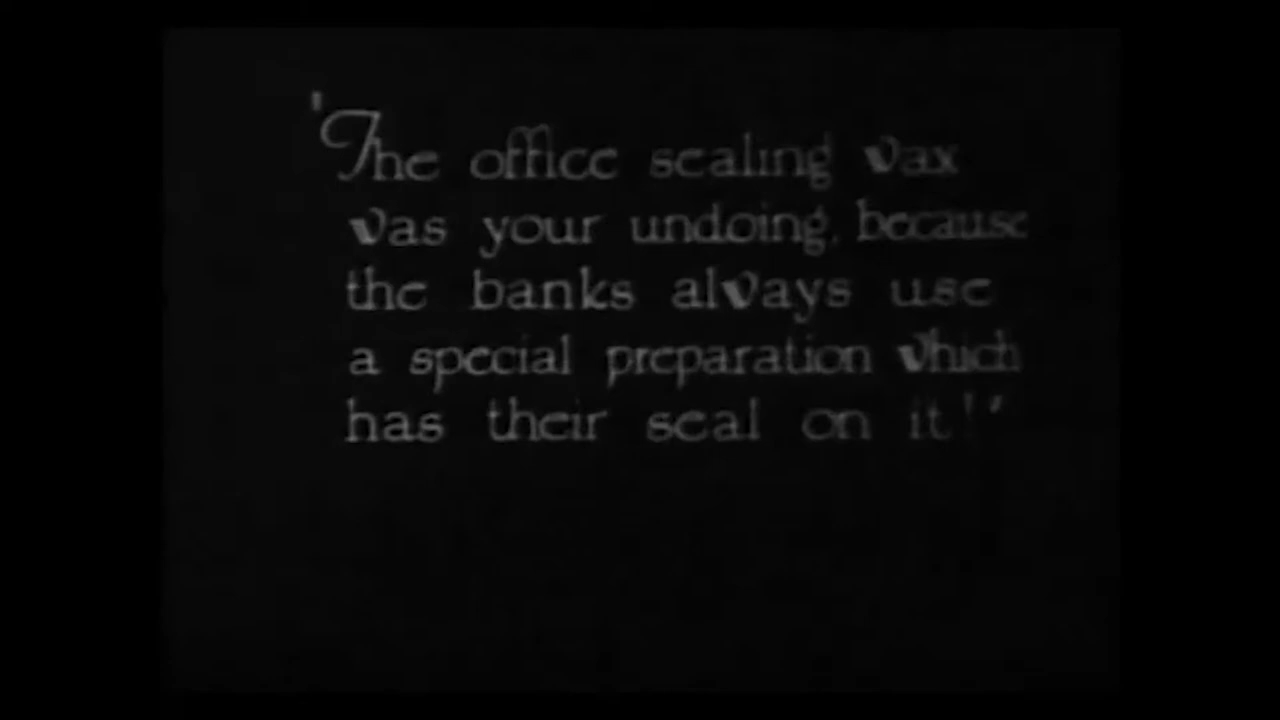 'The office sealing wax
was your undoing, because
the banks always use
a special preparation which
has their seal on it!'